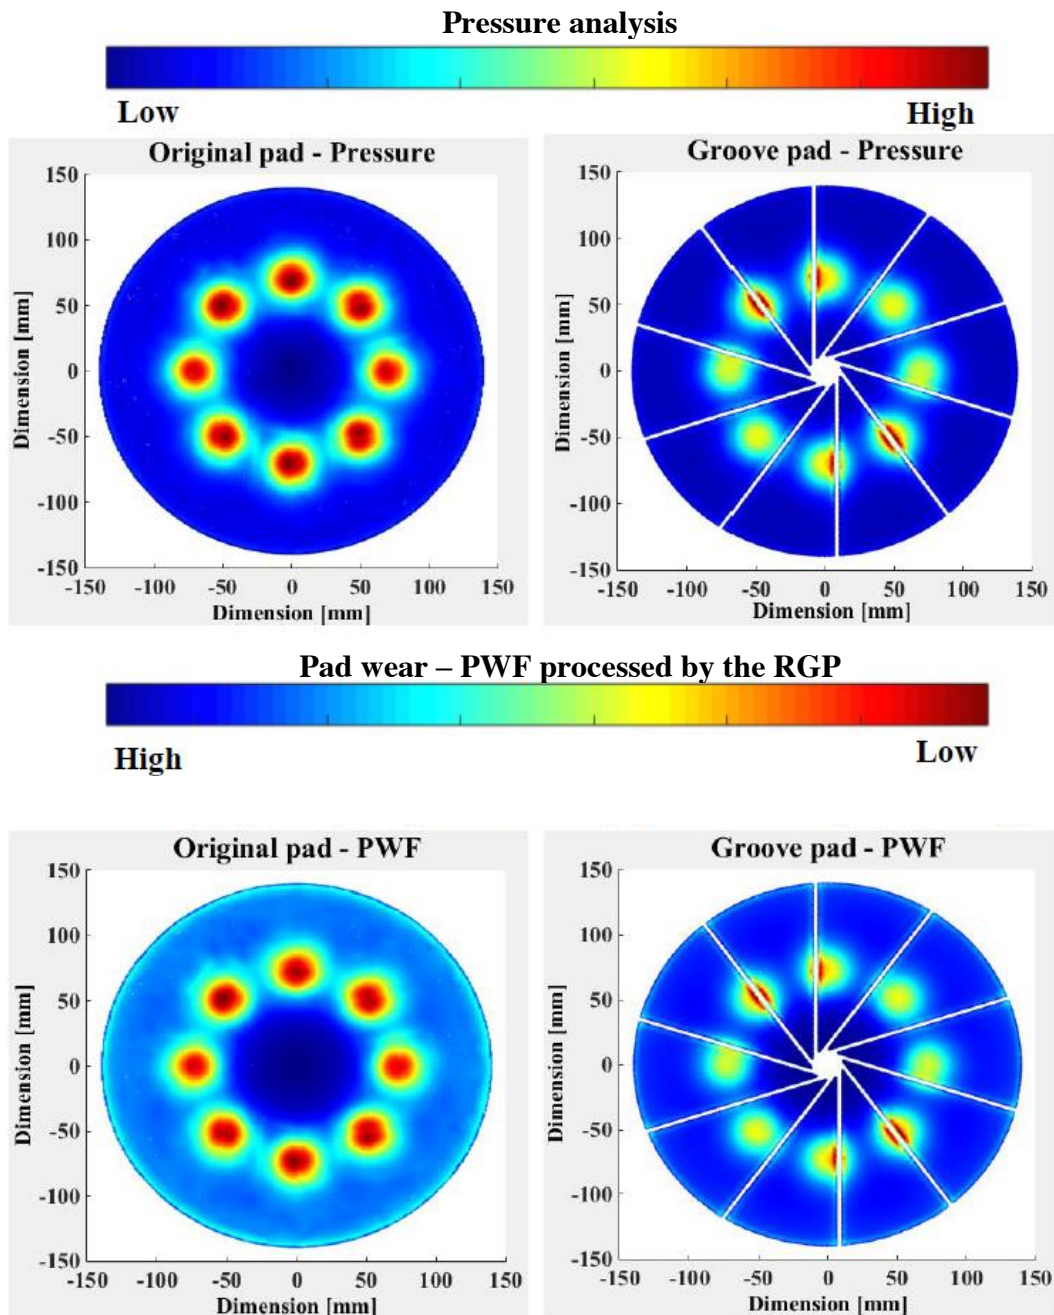 Pressure analysis
Low High
Original pad - Pressure
150
100
50
0
-50
-100
-150
-150 -100 -50 0 50 100 150
Dimension [mm]
Dimension [mm]
Groove pad - Pressure
150
100
50
0
-50
-100
-150
-150 -100 -50 0 50 100 150
Dimension [mm]
Dimension [mm]
Pad wear – PWF processed by the RGP
High Low
Original pad - PWF
150
100
50
0
-50
-100
-150
-150 -100 -50 0 50 100 150
Dimension [mm]
Dimension [mm]
Groove pad - PWF
150
100
50
0
-50
-100
-150
-150 -100 -50 0 50 100 150
Dimension [mm]
Dimension [mm]